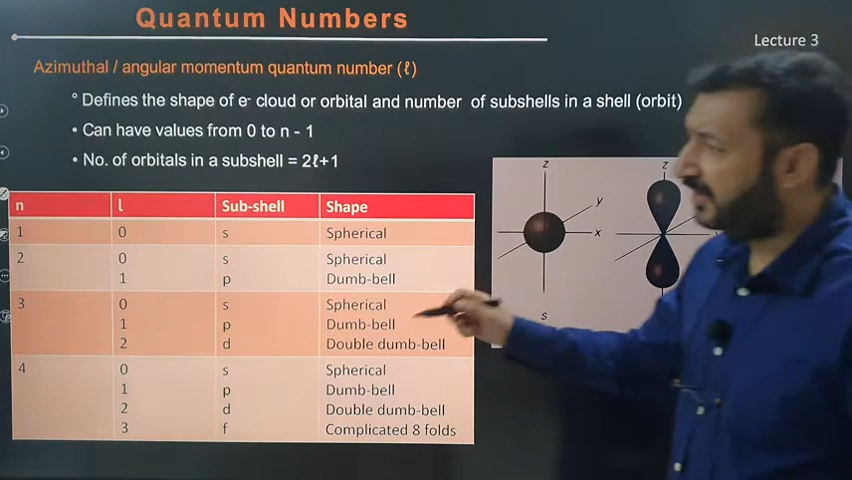 Quantum Numbers
Lecture 3
Azimuthal / angular momentum quantum number (ℓ)
° Defines the shape of e- cloud or orbital and number of subshells in a shell (orbit)
• Can have values from 0 to n - 1
• No. of orbitals in a subshell = 2ℓ+1
n l Sub-shell Shape
1 0 s Spherical
2 0 s Spherical
1 p Dumb-bell
3 0 s Spherical
1 p Dumb-bell
2 d Double dumb-bell
4 0 s Spherical
1 p Dumb-bell
2 d Double dumb-bell
3 f Complicated 8 folds
z
y
x
s
z